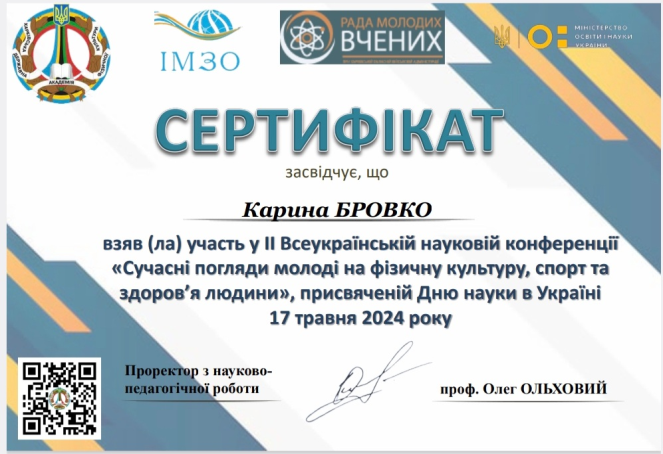 ІМЗО
РАДА МОЛОДИХ
ВЧЕНИХ
МІНІСТЕРСТВО
ОСВІТИ І НАУКИ
УКРАЇНИ
АКАДЕМІЯ
СЕРТИФІКАТ
засвідчує, що
Карина БРОВКО
взяв (ла) участь у ІІ Всеукраїнській науковій конференції
«Сучасні погляди молоді на фізичну культуру, спорт та
здоров’я людини», присвяченій Дню науки в Україні
17 травня 2024 року
Проректор з науково-
педагогічної роботи
проф. Олег ОЛЬХОВИЙ